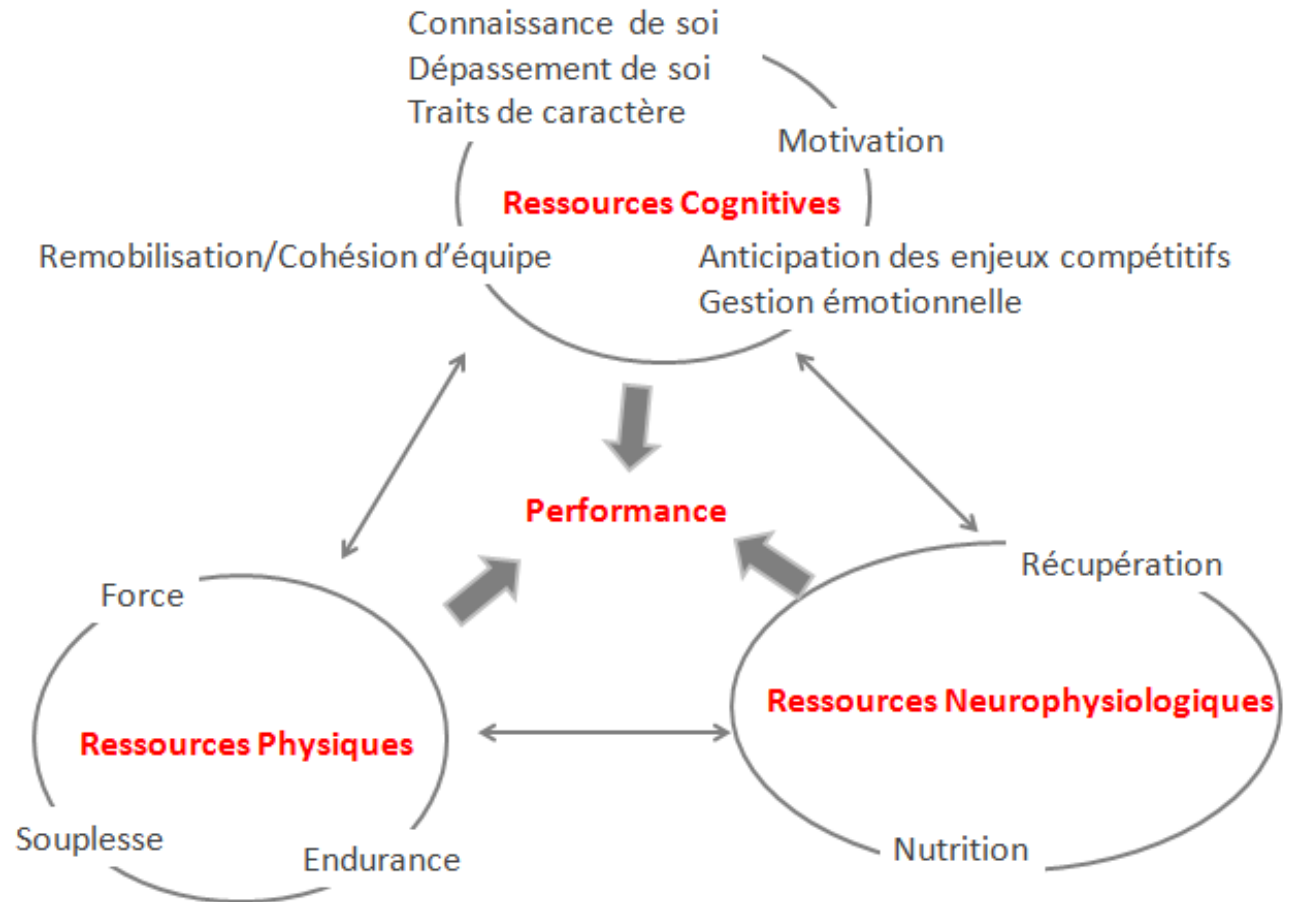 Connaissance de soi
Dépassement de soi
Traits de caractère
Motivation
Ressources Cognitives
Remobilisation/Cohésion d'équipe
Anticipation des enjeux compétitifs
Gestion émotionnelle
Performance
Force
Ressources Physiques
Souplesse
Endurance
Récupération
Ressources Neurophysiologiques
Nutrition